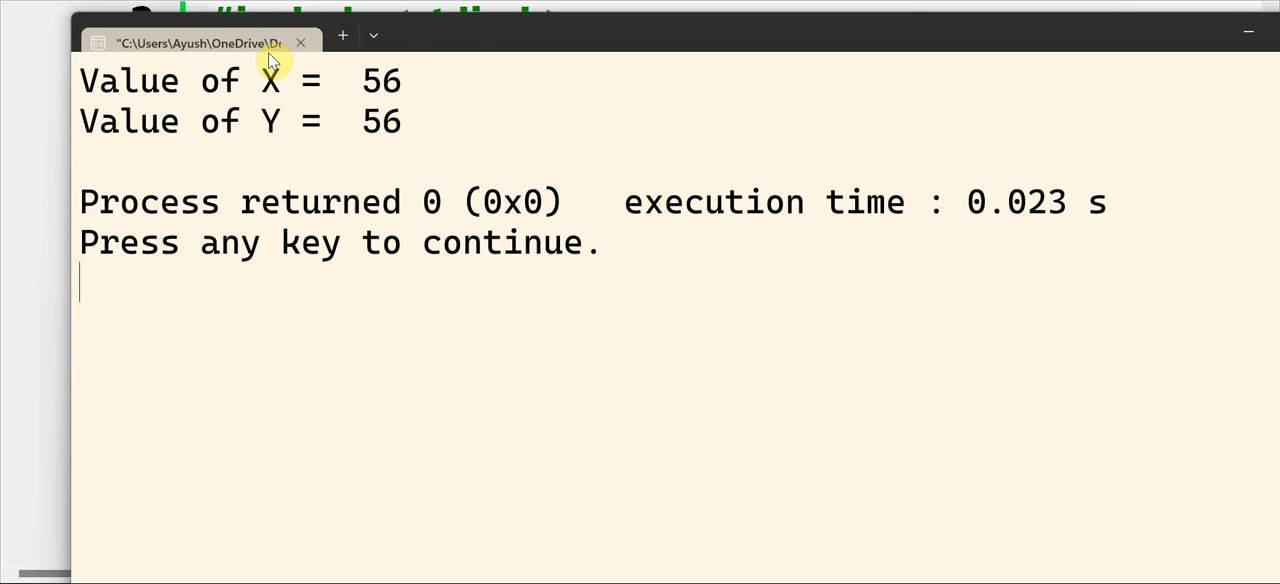 "C:\Users\Ayush\OneDrive\De
Value of X =  56
Value of Y =  56
Process returned 0 (0x0)   execution time : 0.023 s
Press any key to continue.